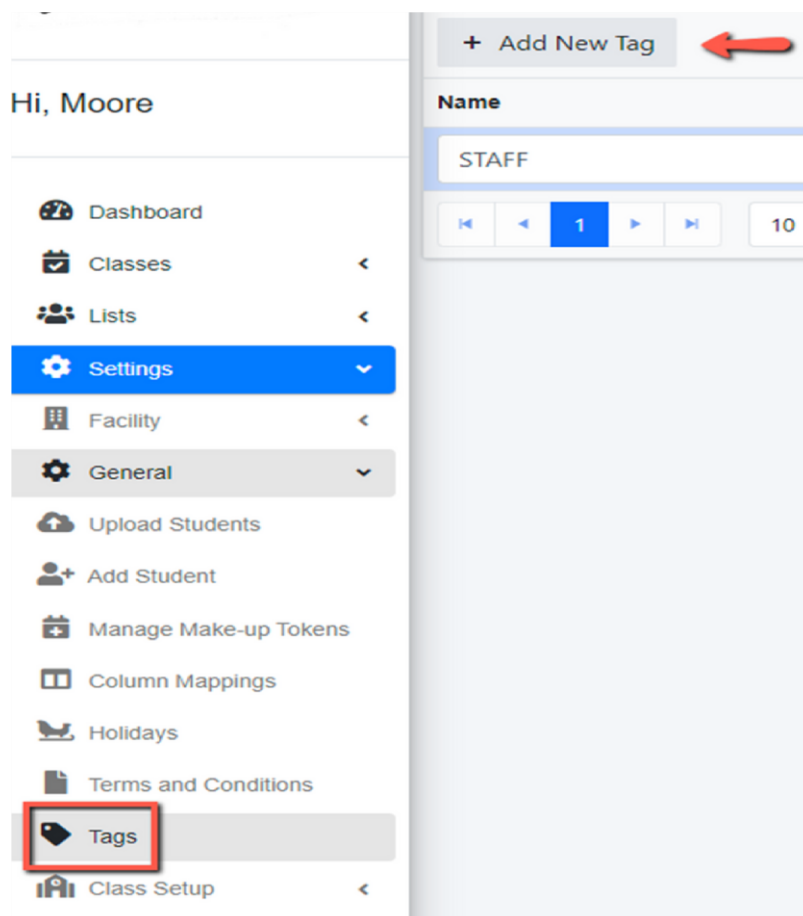 + Add New Tag
Hi, Moore
Name
STAFF
1
10
Dashboard
Classes
Lists
Settings
Facility
General
Upload Students
Add Student
Manage Make-up Tokens
Column Mappings
Holidays
Terms and Conditions
Tags
Class Setup